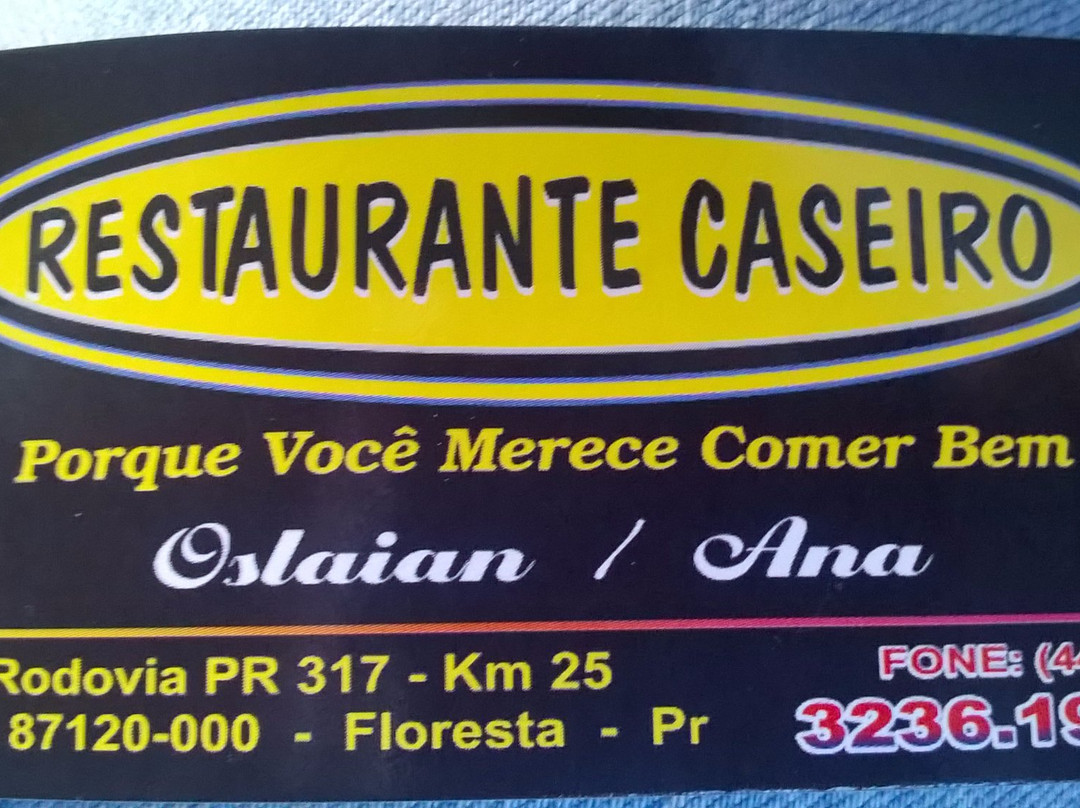 RESTAURANTE CASEIRO
Porque Você Merece Comer Bem
Oslaian / Ana
Rodovia PR 317 - Km 25
FONE:
87120-000 - Floresta - Pr